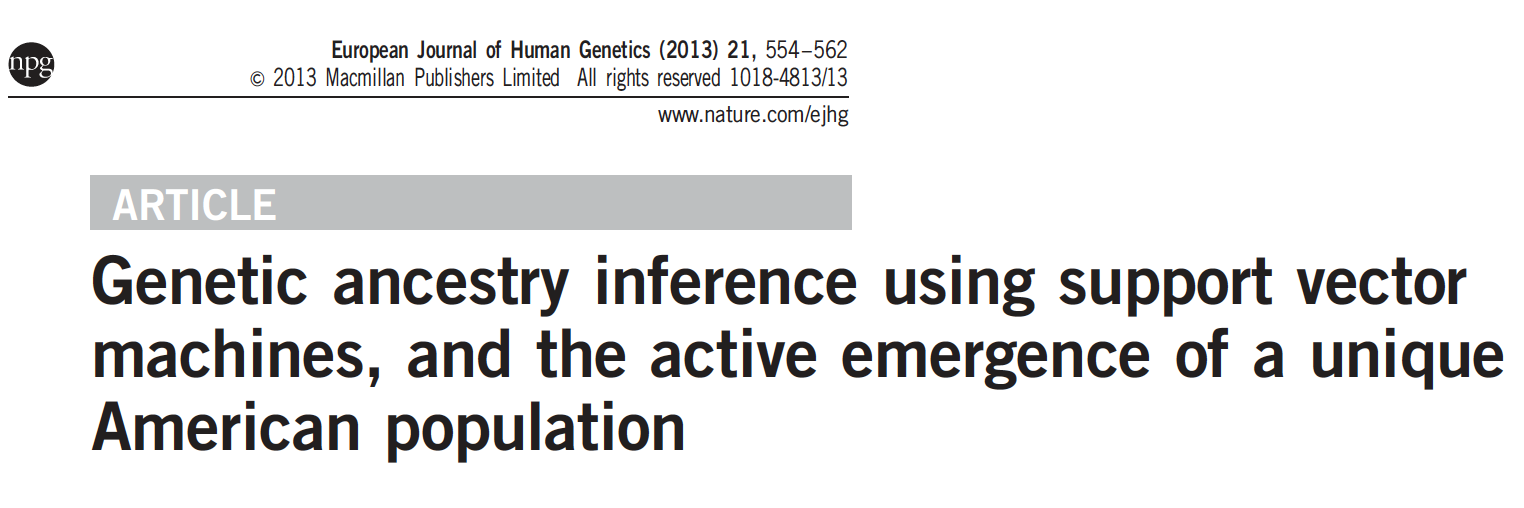 npg
European Journal of Human Genetics (2013) 21, 554–562
© 2013 Macmillan Publishers Limited All rights reserved 1018-4813/13
www.nature.com/ejhg
ARTICLE
Genetic ancestry inference using support vector
machines, and the active emergence of a unique
American population